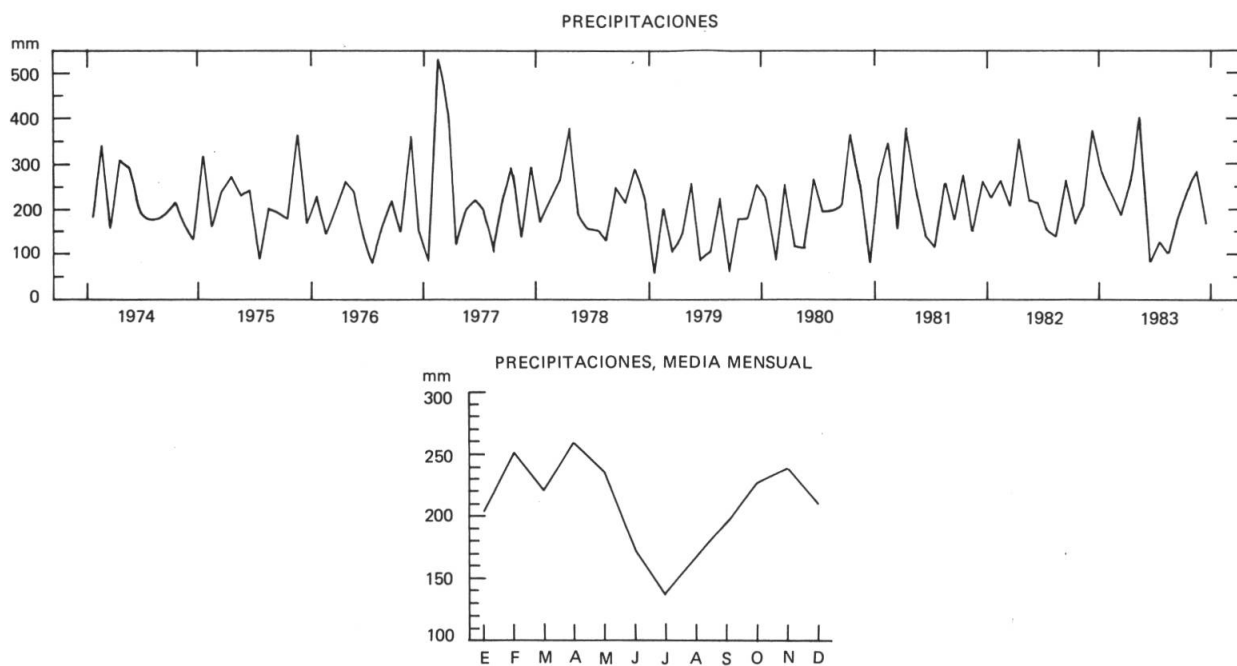 PRECIPITACIONES
mm
500
400
300
200
100
0
1974 1975 1976 1977 1978 1979 1980 1981 1982 1983
PRECIPITACIONES, MEDIA MENSUAL
mm
300
250
200
150
100
E F M A M J J A S O N D